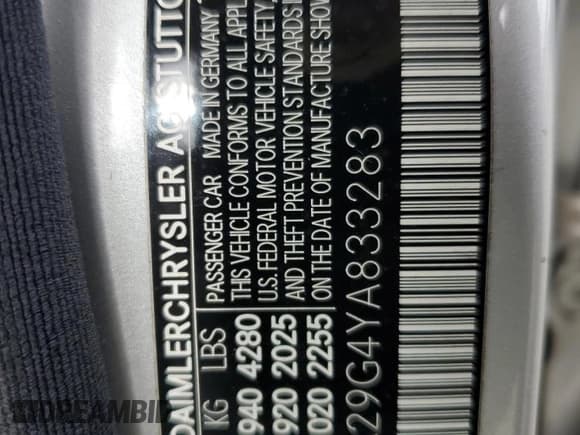 DAIMLERCHRYSLER AG STUTTG
KG LBS PASSENGER CAR MADE IN GERMANY
940 4280 THIS VEHICLE CONFORMS TO ALL APPL
920 2025 U.S. FEDERAL MOTOR VEHICLE SAFETY,
020 2255 AND THEFT PREVENTION STANDARDS IN
ON THE DATE OF MANUFACTURE SHOW
29G4YA833283